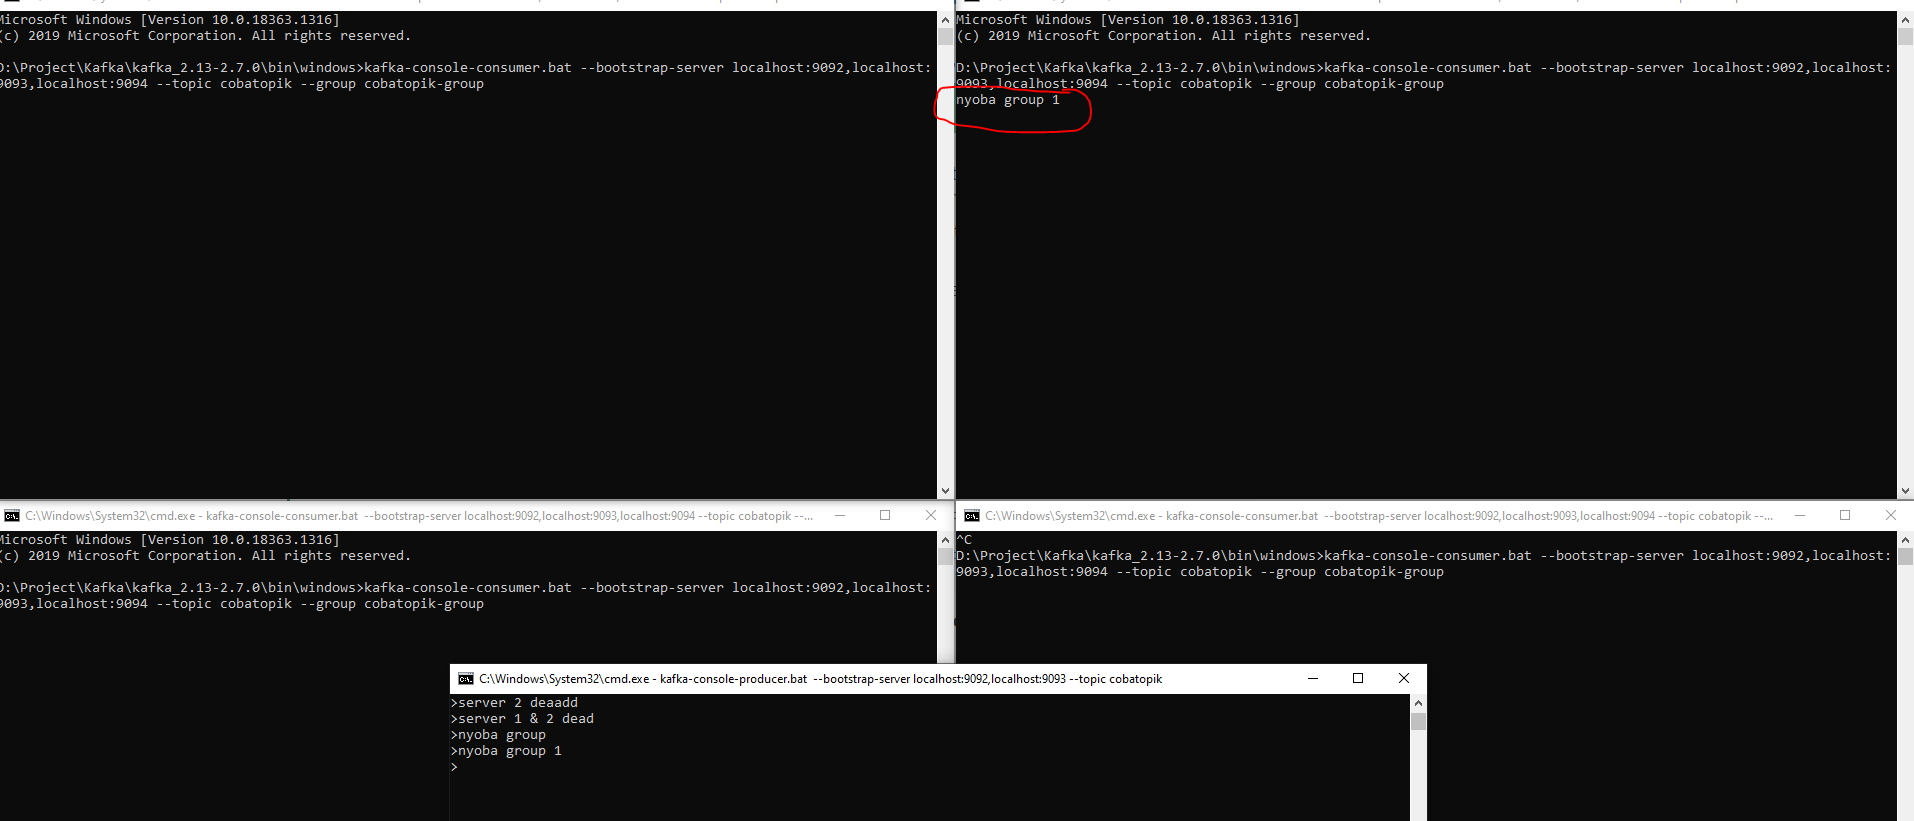 Microsoft Windows [Version 10.0.18363.1316]
(c) 2019 Microsoft Corporation. All rights reserved.
D:\Project\Kafka\kafka_2.13-2.7.0\bin\windows>kafka-console-consumer.bat --bootstrap-server localhost:9092,localhost:
9093,localhost:9094 --topic cobatopik --group cobatopik-group
Microsoft Windows [Version 10.0.18363.1316]
(c) 2019 Microsoft Corporation. All rights reserved.
D:\Project\Kafka\kafka_2.13-2.7.0\bin\windows>kafka-console-consumer.bat --bootstrap-server localhost:9092,localhost:
9093,localhost:9094 --topic cobatopik --group cobatopik-group
nyoba group 1
C:\Windows\System32\cmd.exe - kafka-console-consumer.bat --bootstrap-server localhost:9092,localhost:9093,localhost:9094 --topic cobatopik --...
Microsoft Windows [Version 10.0.18363.1316]
(c) 2019 Microsoft Corporation. All rights reserved.
D:\Project\Kafka\kafka_2.13-2.7.0\bin\windows>kafka-console-consumer.bat --bootstrap-server localhost:9092,localhost:
9093,localhost:9094 --topic cobatopik --group cobatopik-group
C:\Windows\System32\cmd.exe - kafka-console-consumer.bat --bootstrap-server localhost:9092,localhost:9093,localhost:9094 --topic cobatopik --...
^C
D:\Project\Kafka\kafka_2.13-2.7.0\bin\windows>kafka-console-consumer.bat --bootstrap-server localhost:9092,localhost:
9093,localhost:9094 --topic cobatopik --group cobatopik-group
C:\Windows\System32\cmd.exe - kafka-console-producer.bat --bootstrap-server localhost:9092,localhost:9093 --topic cobatopik
>server 2 deaadd
>server 1 & 2 dead
>nyoba group
>nyoba group 1
>